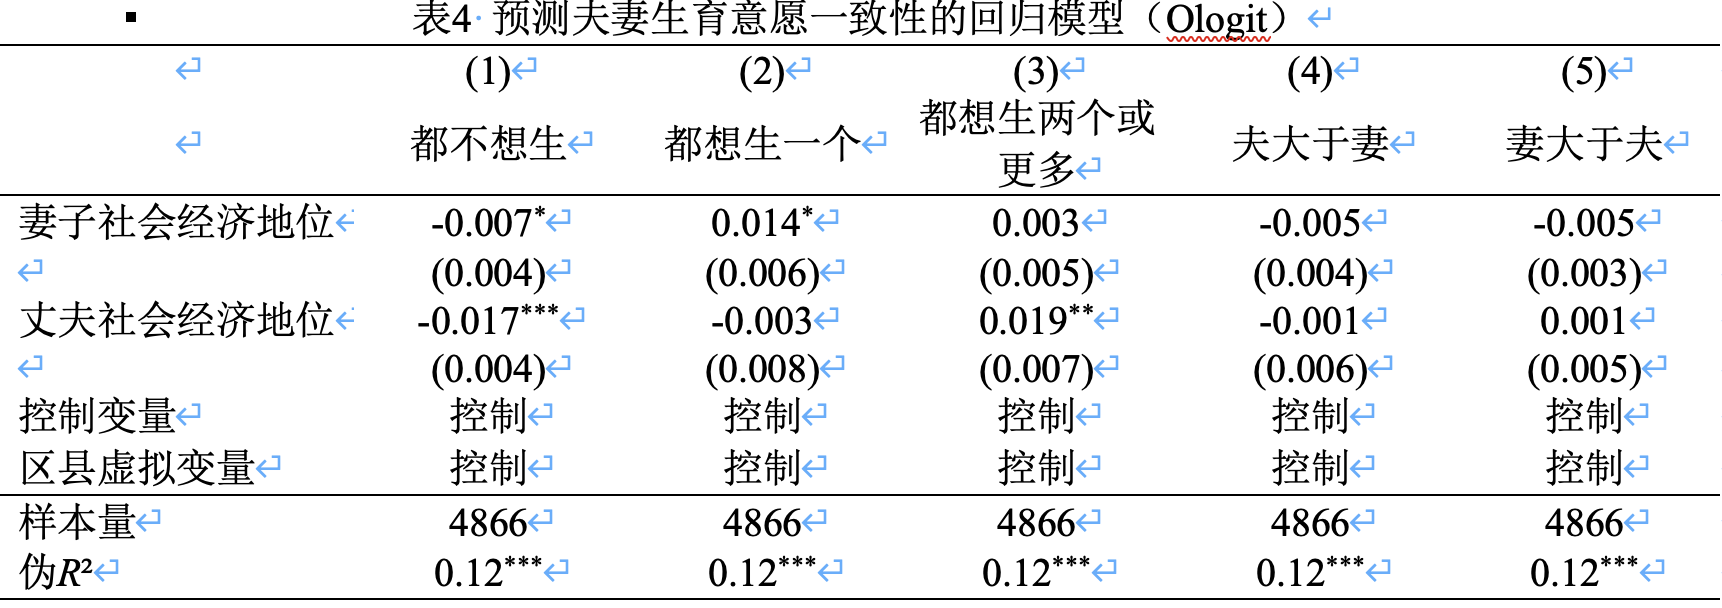 表4 预测夫妻生育意愿一致性的回归模型（Ologit）
(1) (2) (3) (4) (5)
都不想生 都想生一个 都想生两个或更多 夫大于妻 妻大于夫
妻子社会经济地位 -0.007* 0.014* 0.003 -0.005 -0.005
(0.004) (0.006) (0.005) (0.004) (0.003)
丈夫社会经济地位 -0.017*** -0.003 0.019** -0.001 0.001
(0.004) (0.008) (0.007) (0.006) (0.005)
控制变量 控制 控制 控制 控制 控制
区县虚拟变量 控制 控制 控制 控制 控制
样本量 4866 4866 4866 4866 4866
伪R² 0.12*** 0.12*** 0.12*** 0.12*** 0.12***